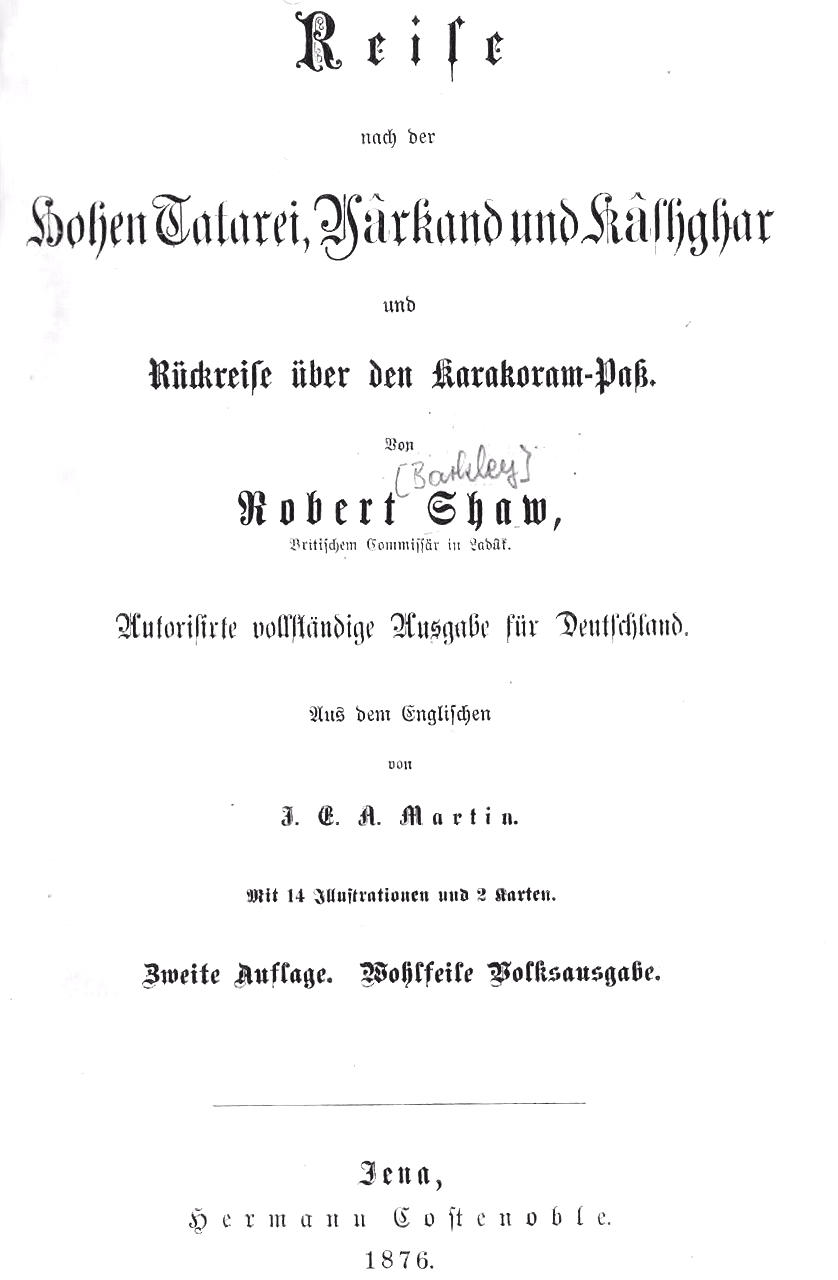 Reise
nach der
Hohen Tatarei, Yârkand und Kâshghar
und
Rückreise über den Karakoram-Paß.
Von
[Barkley]
Robert Shaw,
Britischem Commissär in Ladâk.
Autorisirte vollständige Ausgabe für Deutschland.
Aus dem Englischen
von
J. E. A. Martin.
Mit 14 Illustrationen und 2 Karten.
Zweite Auflage. Wohlfeile Volksausgabe.
Jena,
Hermann Costenoble.
1876.